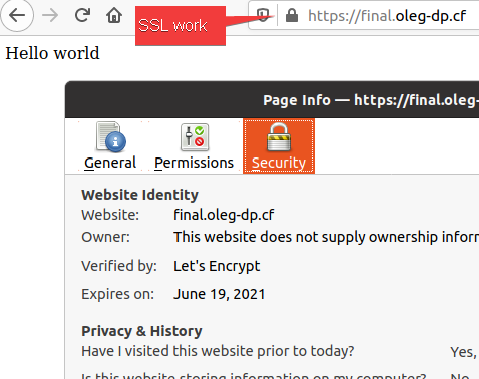 SSL work
https://final.oleg-dp.cf
Hello world
Page Info — https://final.oleg-
General Permissions Security
Website Identity
Website: final.oleg-dp.cf
Owner: This website does not supply ownership infor
Verified by: Let's Encrypt
Expires on: June 19, 2021
Privacy & History
Have I visited this website prior to today? Yes,
Is this website storing information on my computer? No